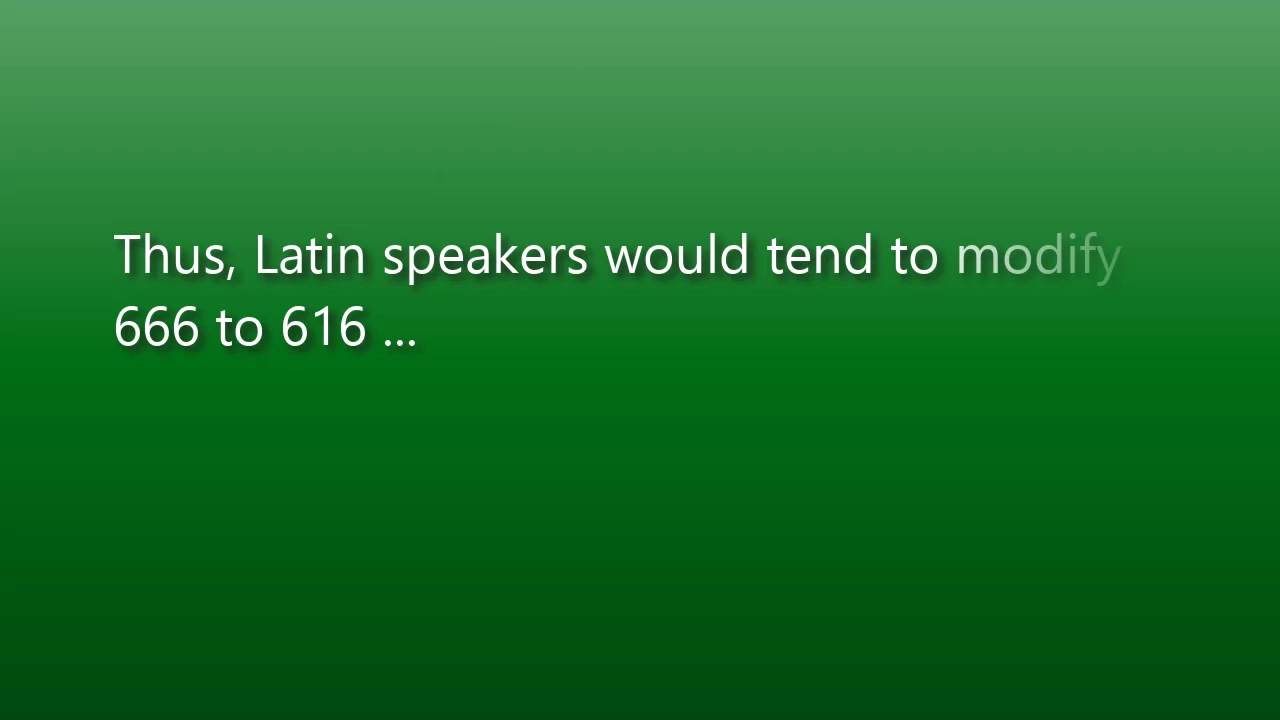 Thus, Latin speakers would tend to modify
666 to 616 ...